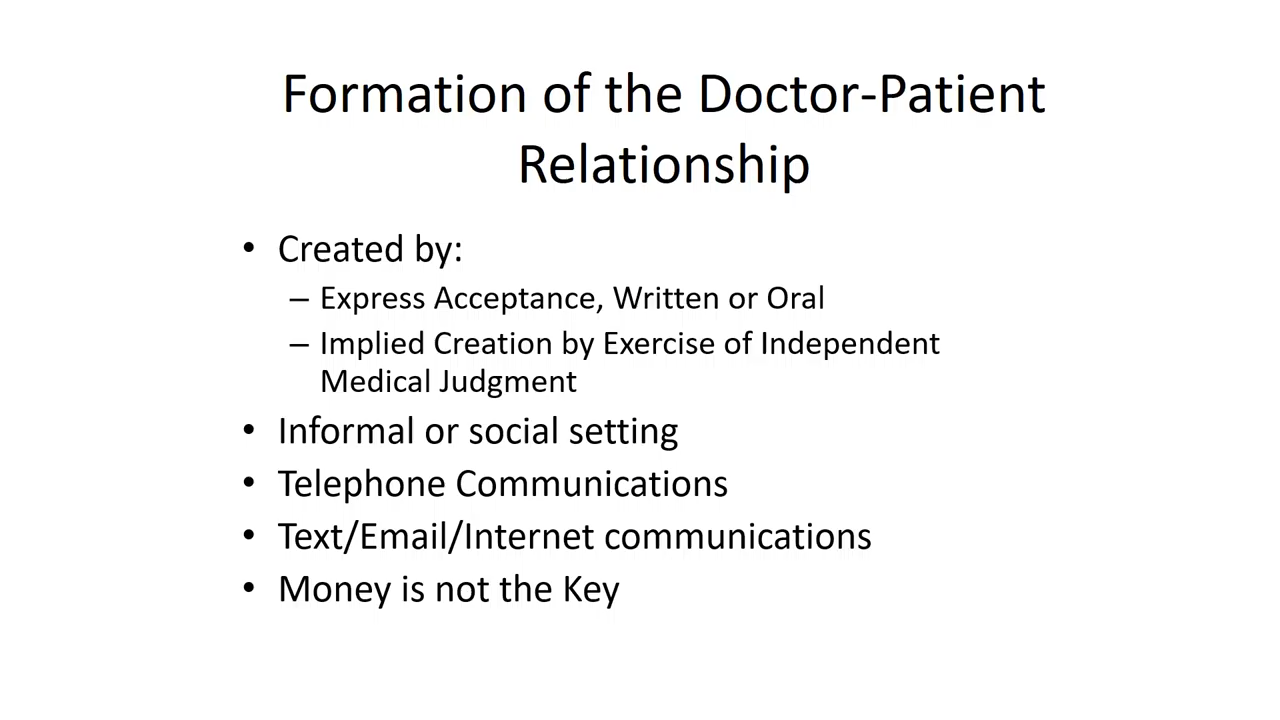 Formation of the Doctor-Patient
Relationship
• Created by:
– Express Acceptance, Written or Oral
– Implied Creation by Exercise of Independent
Medical Judgment
• Informal or social setting
• Telephone Communications
• Text/Email/Internet communications
• Money is not the Key